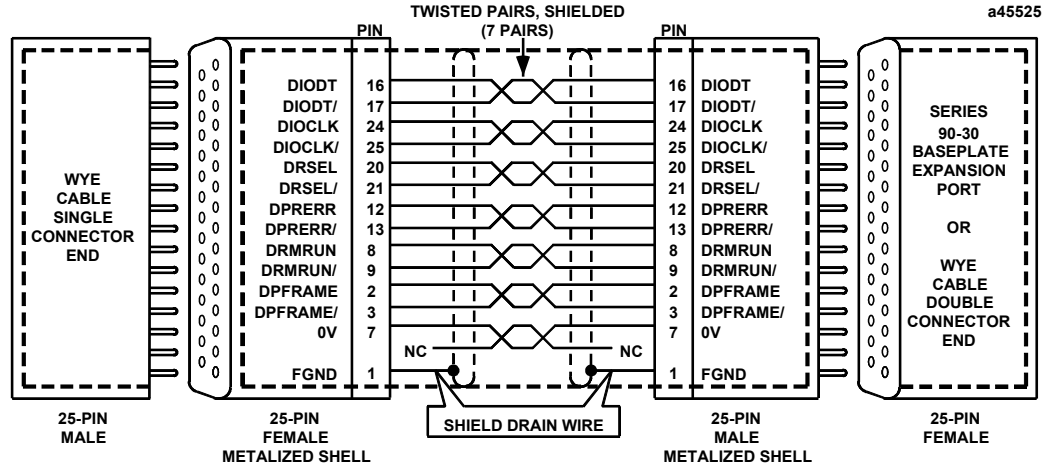 TWISTED PAIRS, SHIELDED
(7 PAIRS)
a45525
PIN
PIN
DIODT 16
DIODT/ 17
DIOCLK 24
DIOCLK/ 25
DRSEL 20
DRSEL/ 21
DPRERR 12
DPRERR/ 13
DRMRUN 8
DRMRUN/ 9
DPFRAME 2
DPFRAME/ 3
0V 7
FGND 1
NC
NC
16 DIODT
17 DIODT/
24 DIOCLK
25 DIOCLK/
20 DRSEL
21 DRSEL/
12 DPRERR
13 DPRERR/
8 DRMRUN
9 DRMRUN/
2 DPFRAME
3 DPFRAME/
7 0V
1 FGND
WYE
CABLE
SINGLE
CONNECTOR
END
SERIES
90-30
BASEPLATE
EXPANSION
PORT
OR
WYE
CABLE
DOUBLE
CONNECTOR
END
SHIELD DRAIN WIRE
25-PIN
MALE
25-PIN
FEMALE
METALIZED SHELL
25-PIN
MALE
METALIZED SHELL
25-PIN
FEMALE